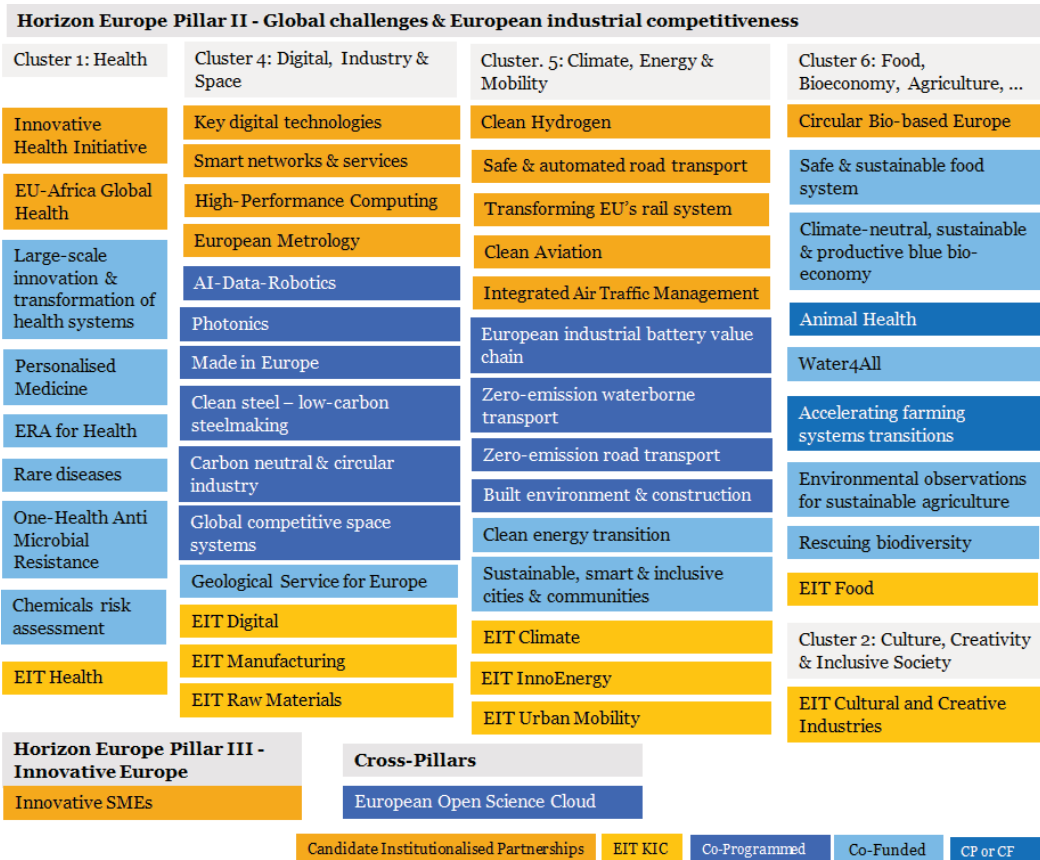 Horizon Europe Pillar II - Global challenges & European industrial competitiveness
Cluster 1: Health
Innovative
Health Initiative
EU-Africa Global
Health
Large-scale
innovation &
transformation of
health systems
Personalised
Medicine
ERA for Health
Rare diseases
One-Health Anti
Microbial
Resistance
Chemicals risk
assessment
EIT Health
Cluster 4: Digital, Industry &
Space
Key digital technologies
Smart networks & services
High-Performance Computing
European Metrology
AI-Data-Robotics
Photonics
Made in Europe
Clean steel – low-carbon
steelmaking
Carbon neutral & circular
industry
Global competitive space
systems
Geological Service for Europe
EIT Digital
EIT Manufacturing
EIT Raw Materials
Cluster. 5: Climate, Energy &
Mobility
Clean Hydrogen
Safe & automated road transport
Transforming EU's rail system
Clean Aviation
Integrated Air Traffic Management
European industrial battery value
chain
Zero-emission waterborne
transport
Zero-emission road transport
Built environment & construction
Clean energy transition
Sustainable, smart & inclusive
cities & communities
EIT Climate
EIT InnoEnergy
EIT Urban Mobility
Cluster 6: Food,
Bioeconomy, Agriculture, ...
Circular Bio-based Europe
Safe & sustainable food
system
Climate-neutral, sustainable
& productive blue bio-
economy
Animal Health
Water4All
Accelerating farming
systems transitions
Environmental observations
for sustainable agriculture
Rescuing biodiversity
EIT Food
Cluster 2: Culture, Creativity
& Inclusive Society
EIT Cultural and Creative
Industries
Horizon Europe Pillar III -
Innovative Europe
Innovative SMEs
Cross-Pillars
European Open Science Cloud
Candidate Institutionalised Partnerships
EIT KIC
Co-Programmed
Co-Funded
CP or CF